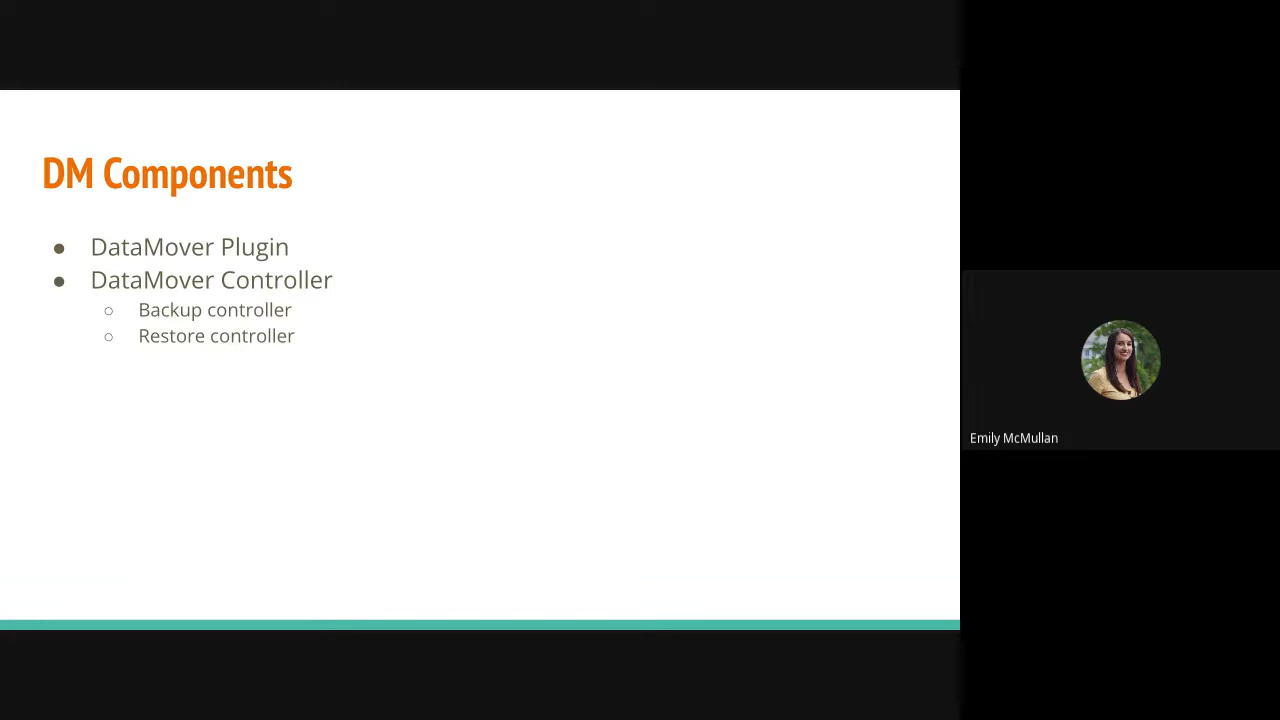 DM Components
● DataMover Plugin
● DataMover Controller
○ Backup controller
○ Restore controller
Emily McMullan